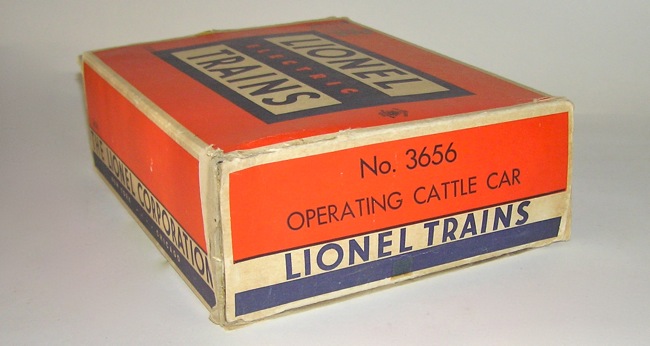 LIONEL
ELECTRIC
TRAINS
No. 3656
OPERATING CATTLE CAR
LIONEL TRAINS
THE LIONEL CORPORATION